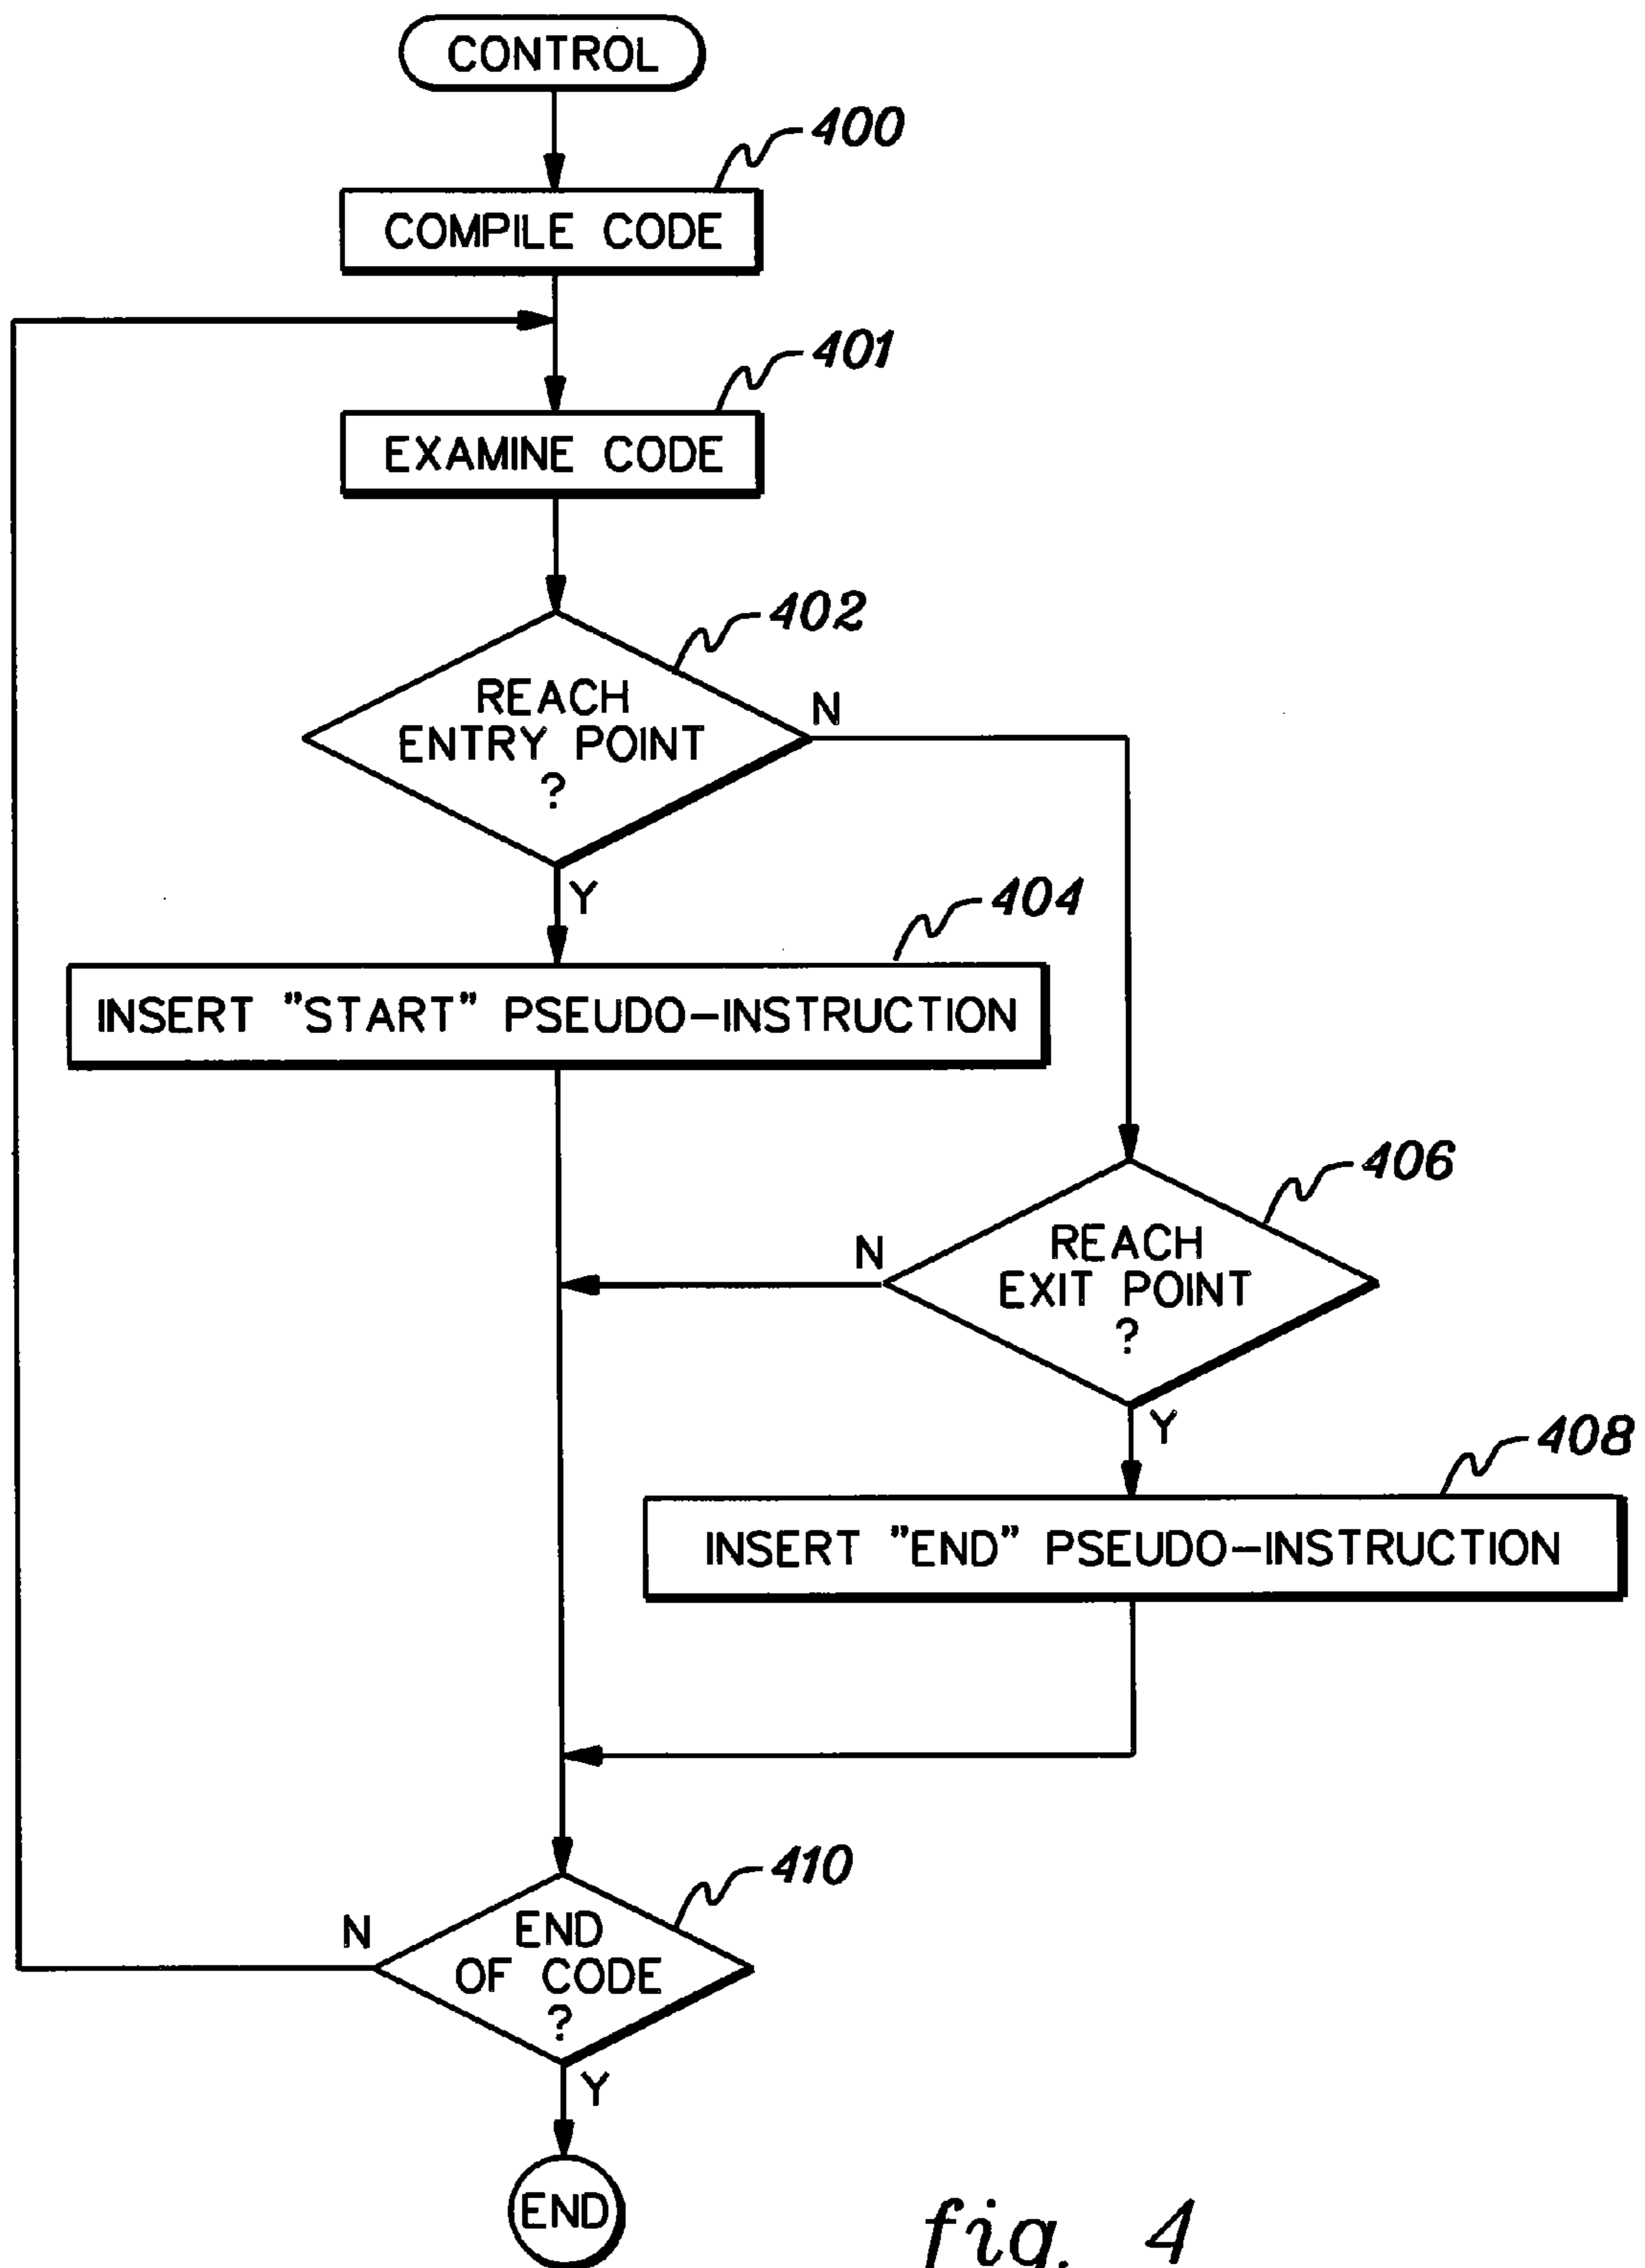 CONTROL
400
COMPILE CODE
401
EXAMINE CODE
402
REACH
ENTRY POINT
?
N
Y
404
INSERT "START" PSEUDO-INSTRUCTION
406
REACH
EXIT POINT
?
N
Y
408
INSERT "END" PSEUDO-INSTRUCTION
410
END
OF CODE
?
N
Y
END
fig. 4